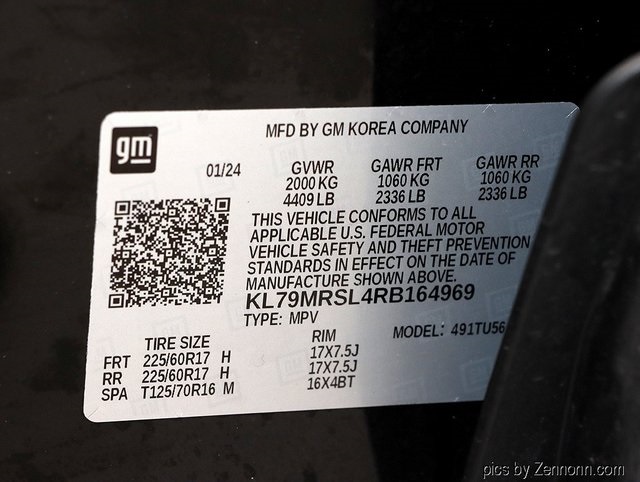 gm
MFD BY GM KOREA COMPANY
01/24
GVWR GAWR FRT GAWR RR
2000 KG 1060 KG 1060 KG
4409 LB 2336 LB 2336 LB
THIS VEHICLE CONFORMS TO ALL
APPLICABLE U.S. FEDERAL MOTOR
VEHICLE SAFETY AND THEFT PREVENTION
STANDARDS IN EFFECT ON THE DATE OF
MANUFACTURE SHOWN ABOVE.
KL79MRSL4RB164969
TYPE: MPV
MODEL: 491TU56
TIRE SIZE RIM
FRT 225/60R17 H 17X7.5J
RR 225/60R17 H 17X7.5J
SPA T125/70R16 M 16X4BT
pics by Zennonn.com